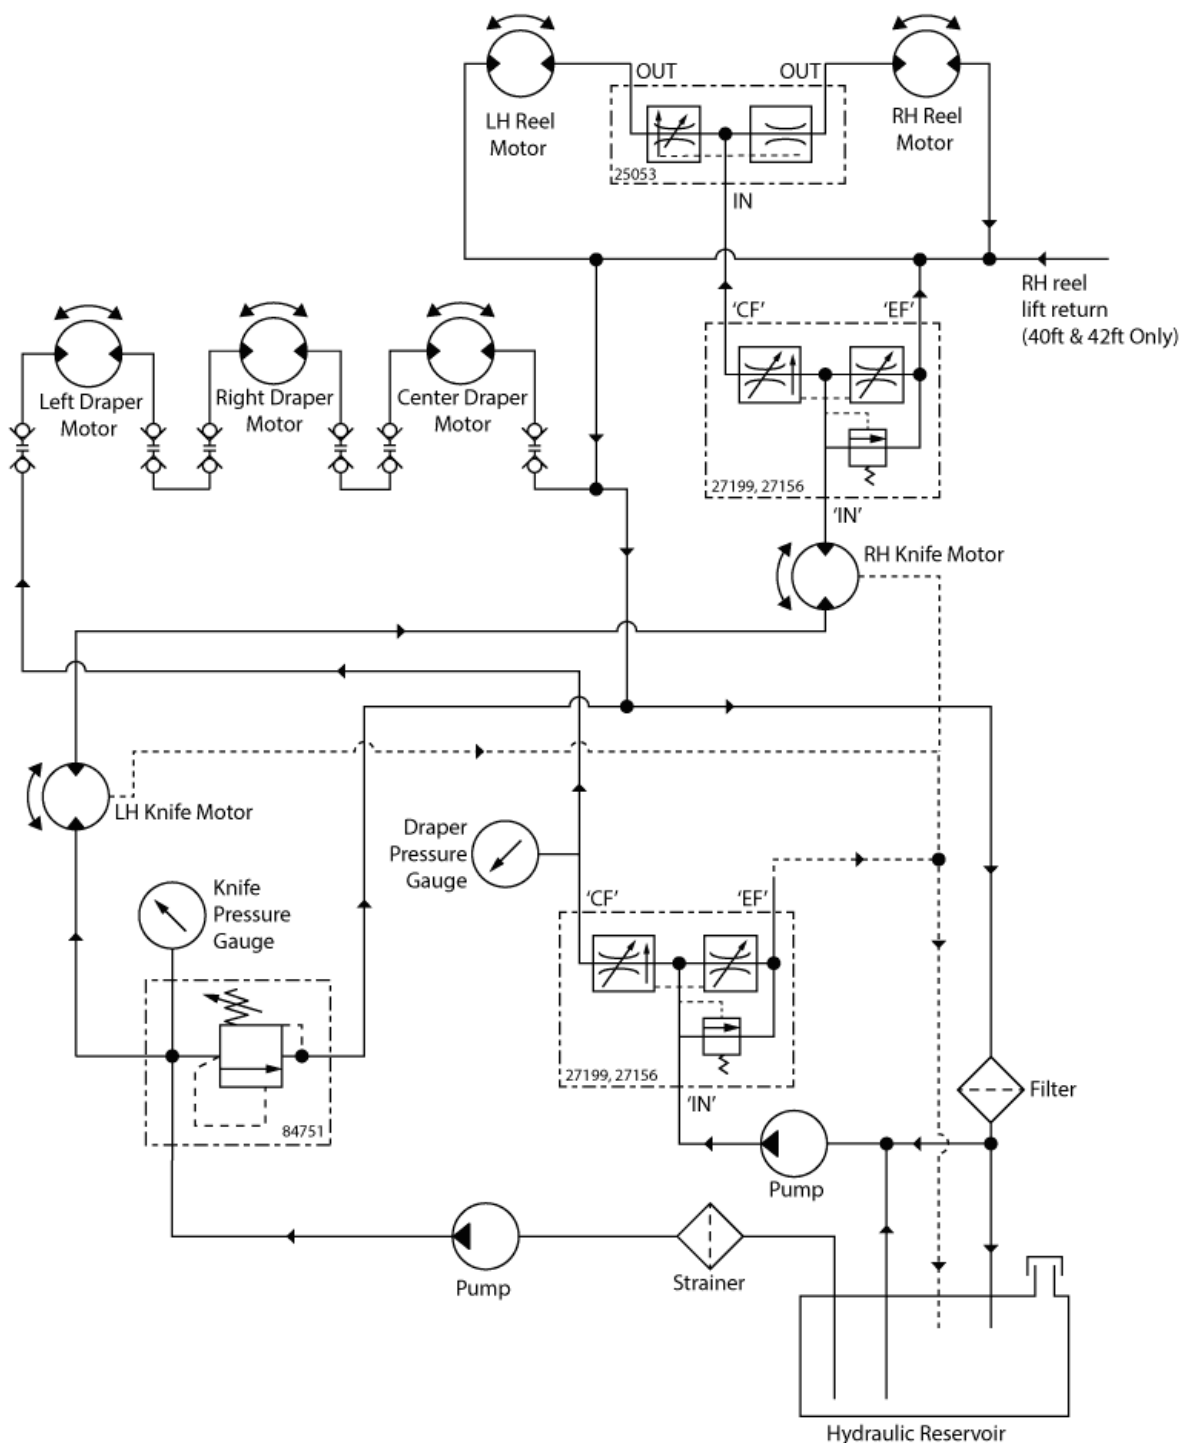 OUT
OUT
LH Reel
Motor
RH Reel
Motor
25053
IN
RH reel
lift return
(40ft & 42ft Only)
'CF'
'EF'
Left Draper
Motor
Right Draper
Motor
Center Draper
Motor
27199, 27156
'IN'
RH Knife Motor
LH Knife Motor
Draper
Pressure
Gauge
Knife
Pressure
Gauge
'CF'
'EF'
27199, 27156
'IN'
84751
Filter
Pump
Strainer
Pump
Hydraulic Reservoir